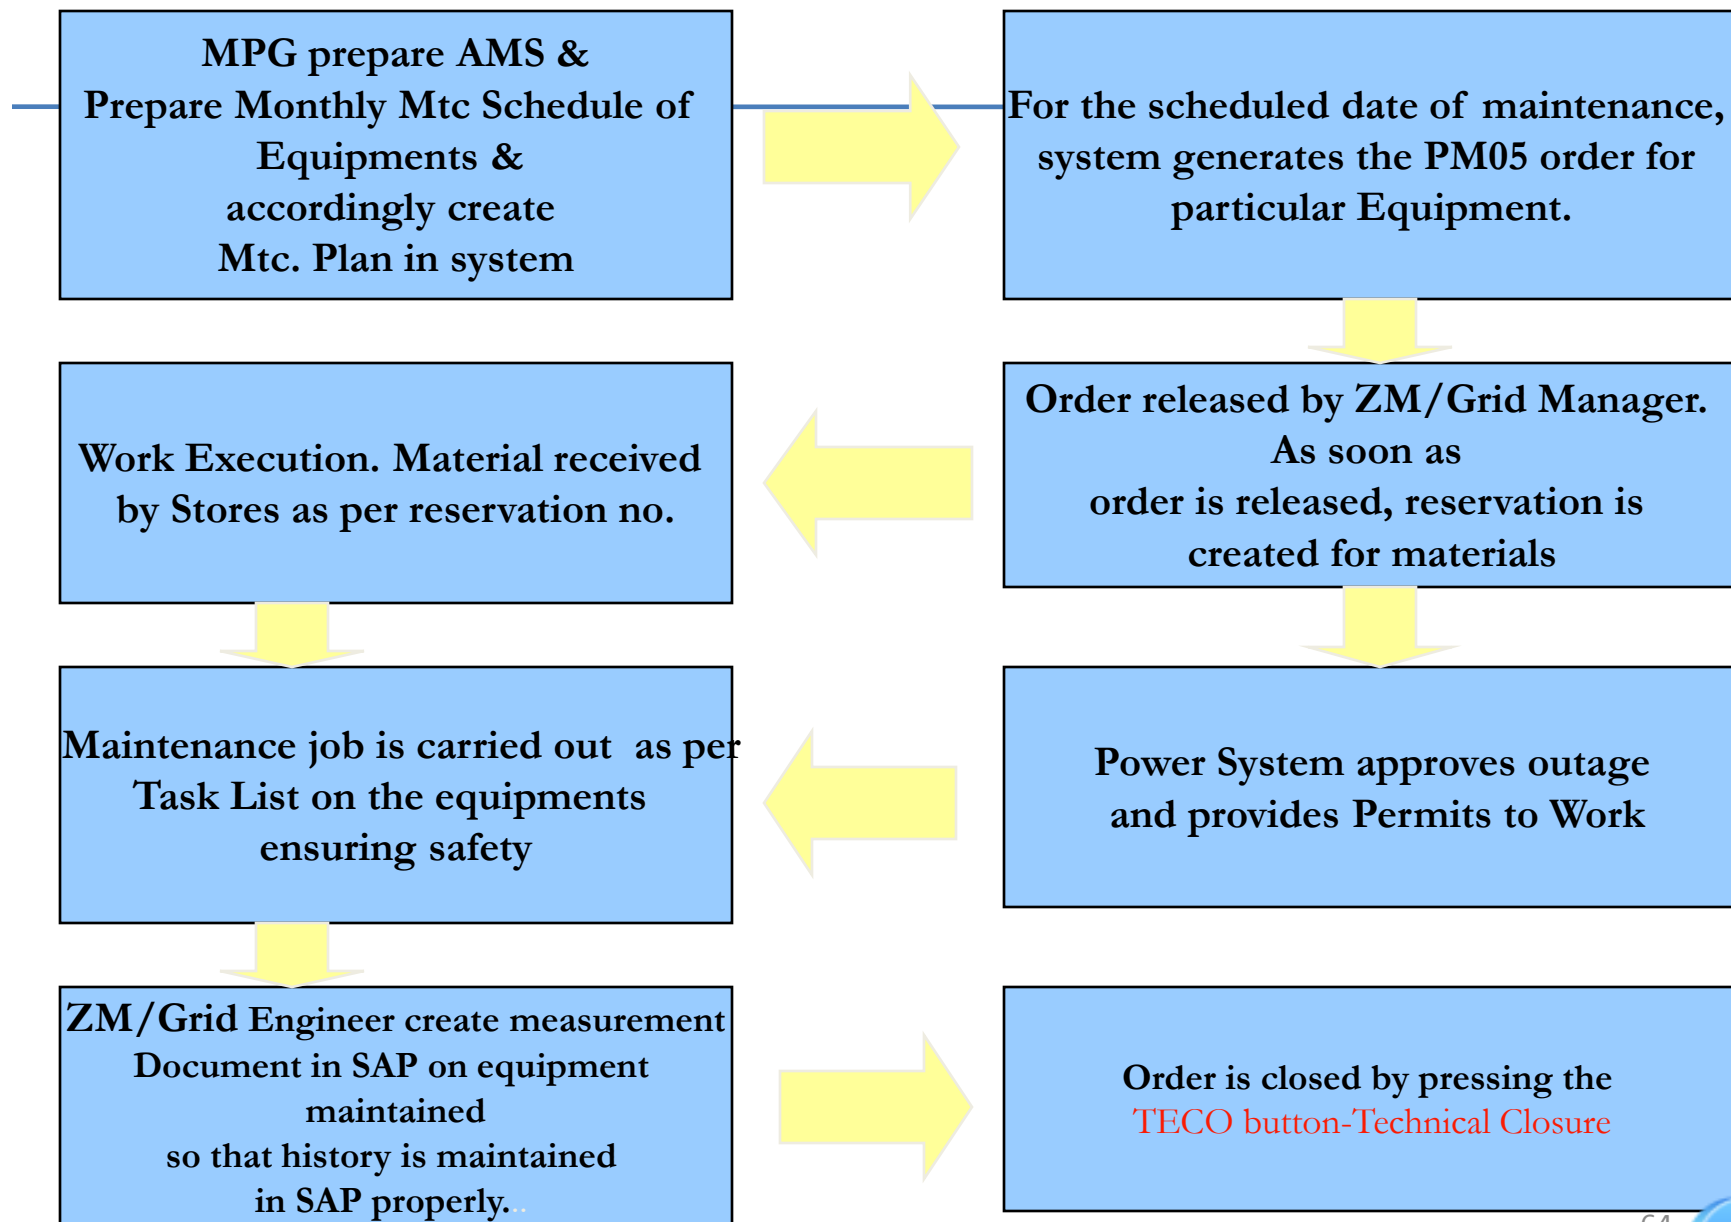 MPG prepare AMS &
Prepare Monthly Mtc Schedule of
Equipments &
accordingly create
Mtc. Plan in system
For the scheduled date of maintenance,
system generates the PM05 order for
particular Equipment.
Order released by ZM/Grid Manager.
As soon as
order is released, reservation is
created for materials
Work Execution. Material received
by Stores as per reservation no.
Power System approves outage
and provides Permits to Work
Maintenance job is carried out as per
Task List on the equipments
ensuring safety
ZM/Grid Engineer create measurement
Document in SAP on equipment
maintained
so that history is maintained
in SAP properly...
Order is closed by pressing the
TECO button-Technical Closure
64